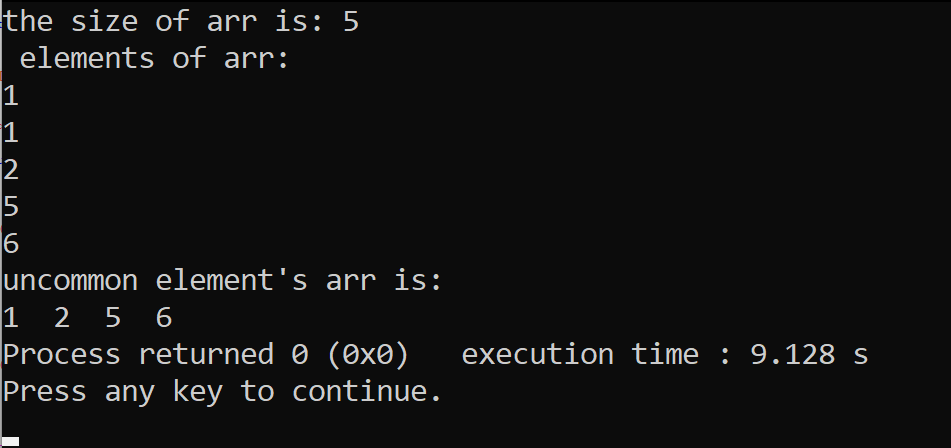 the size of arr is: 5
 elements of arr:
1
1
2
5
6
uncommon element's arr is:
1  2  5  6
Process returned 0 (0x0)   execution time : 9.128 s
Press any key to continue.